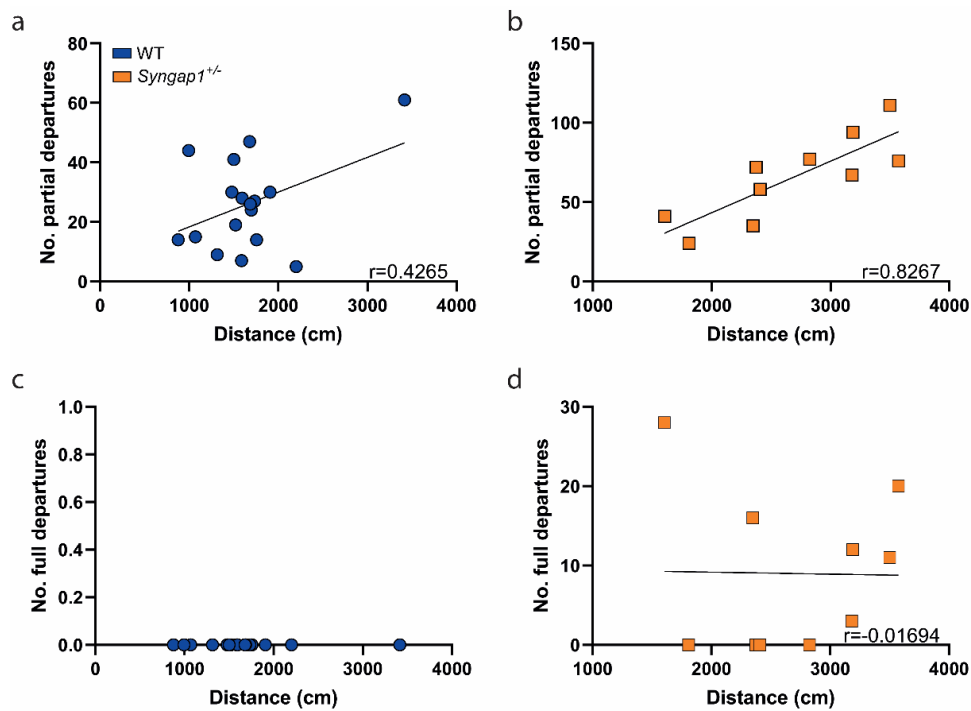 a
80
60
40
20
0
No. partial departures
WT
Syngap1+/-
r=0.4265
0 1000 2000 3000 4000
Distance (cm)
b
150
100
50
0
No. partial departures
r=0.8267
1000 2000 3000 4000
Distance (cm)
c
1.0
0.8
0.6
0.4
0.2
0.0
No. full departures
0 1000 2000 3000 4000
Distance (cm)
d
30
20
10
0
No. full departures
r=-0.01694
1000 2000 3000 4000
Distance (cm)